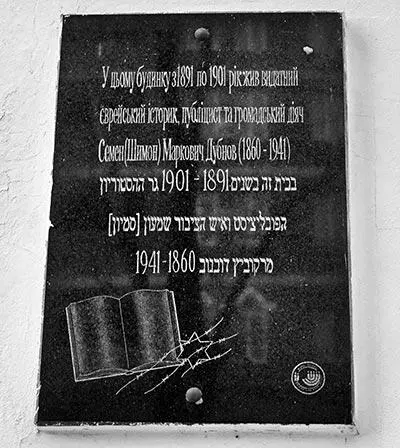 У цьому будинку з 1891 по 1901 рік жив видатний
єврейський історик, публіцист та громадський діяч
Семен(Шимон) Маркович Дубнов (1860 - 1941)
בבית זה בשנים 1891 - 1901 גר ההסטוריון
הפובליציסט ואיש הציבור שמעון [סמיון]
מרקוביץ דובנוב 1860-1941